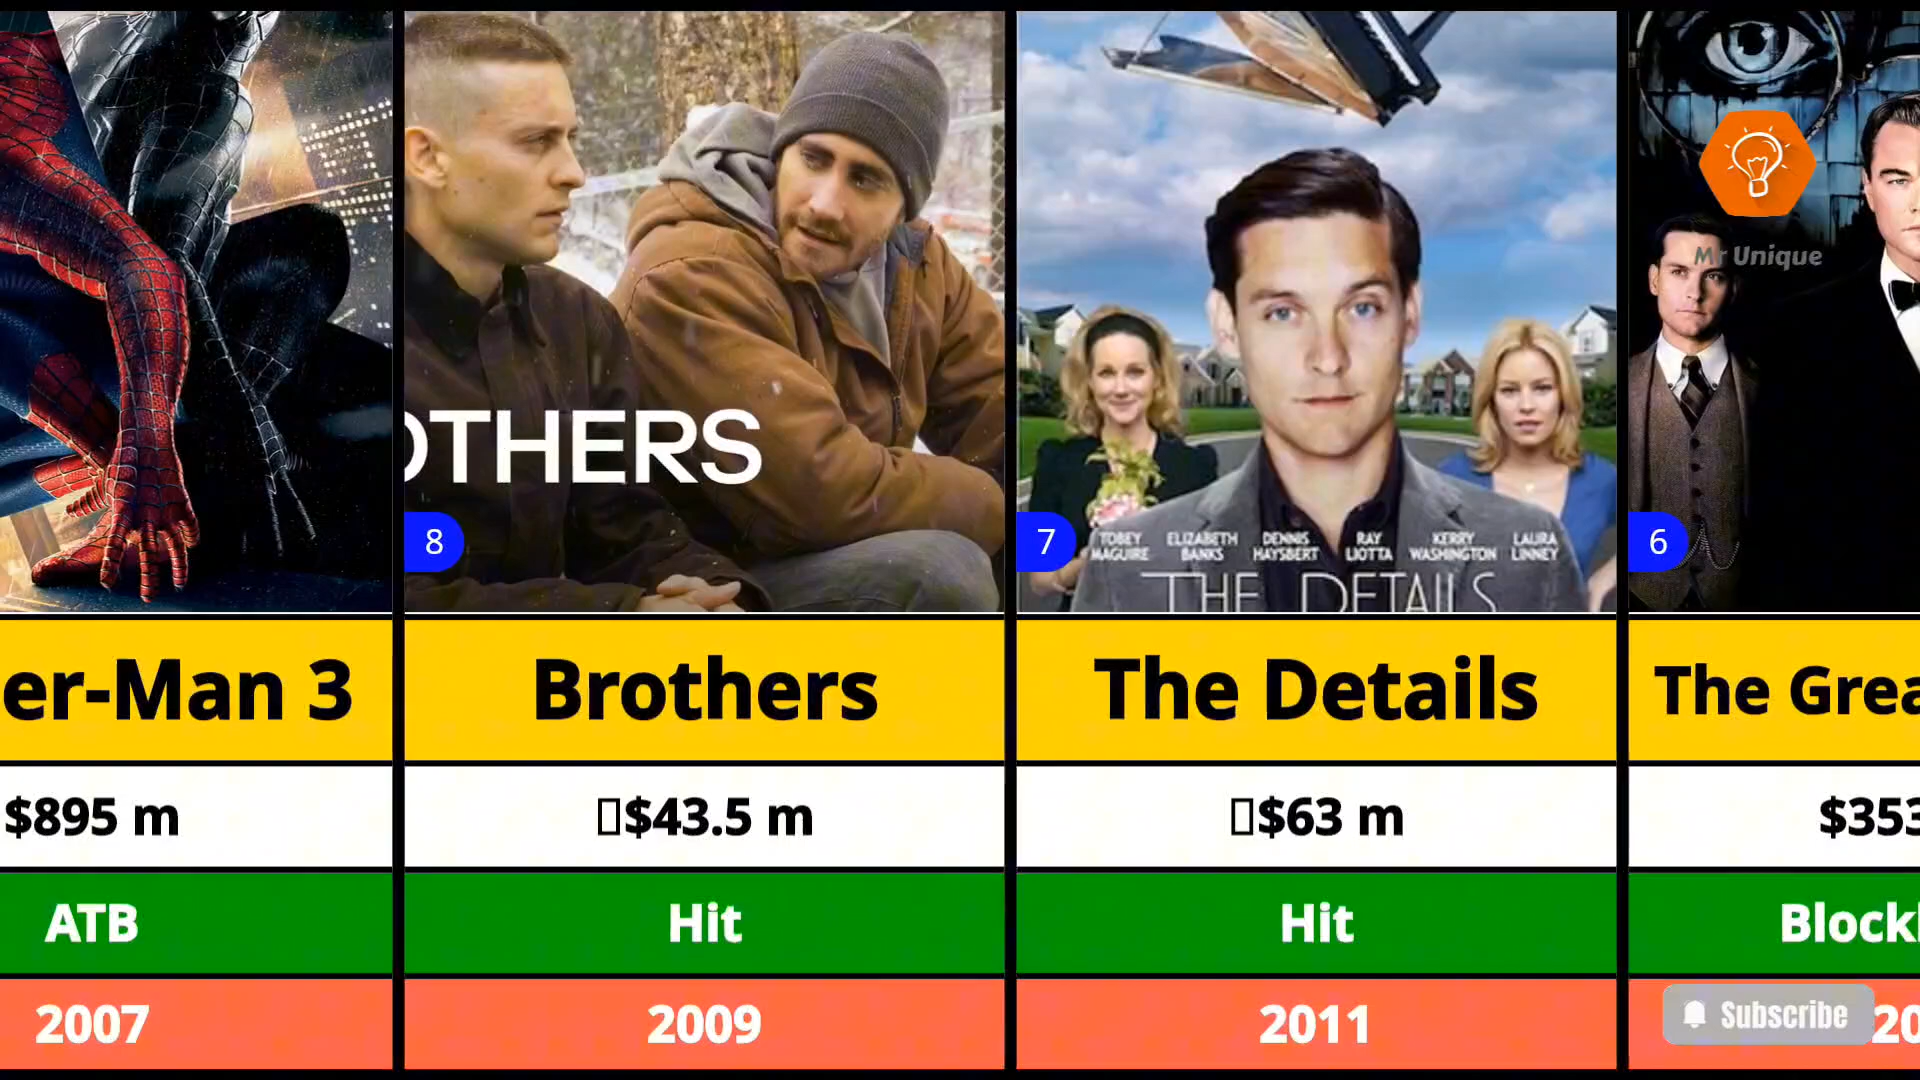 Mr Unique
OTHERS
8
7
6
TOBEY MAGUIRE
ELIZABETH BANKS
DENNIS HAYSBERT
RAY LIOTTA
KERRY WASHINGTON
LAURA LINNEY
THE DETAILS
er-Man 3
Brothers
The Details
The Grea
$895 m
$43.5 m
$63 m
$353
ATB
Hit
Hit
Block
2007
2009
2011
20
Subscribe